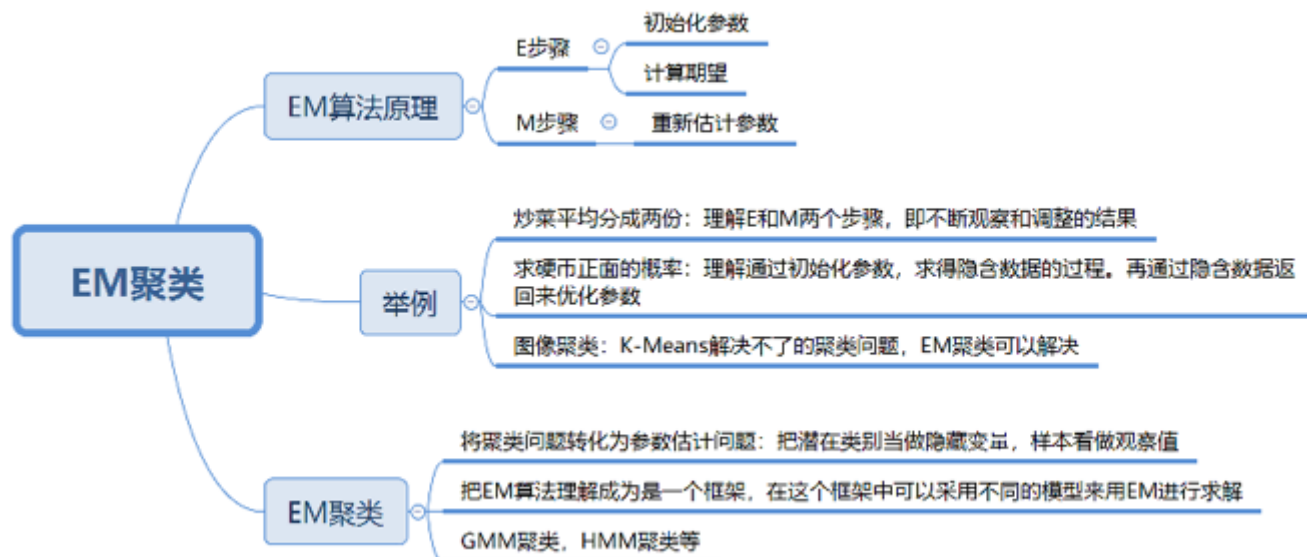 EM聚类
EM算法原理
E步骤
初始化参数
计算期望
M步骤
重新估计参数
举例
炒菜平均分成两份：理解E和M两个步骤，即不断观察和调整的结果
求硬币正面的概率：理解通过初始化参数，求得隐含数据的过程。再通过隐含数据返
回来优化参数
图像聚类：K-Means解决不了的聚类问题，EM聚类可以解决
EM聚类
将聚类问题转化为参数估计问题：把潜在类别当做隐藏变量，样本看做观察值
把EM算法理解成为是一个框架，在这个框架中可以采用不同的模型来用EM进行求解
GMM聚类，HMM聚类等